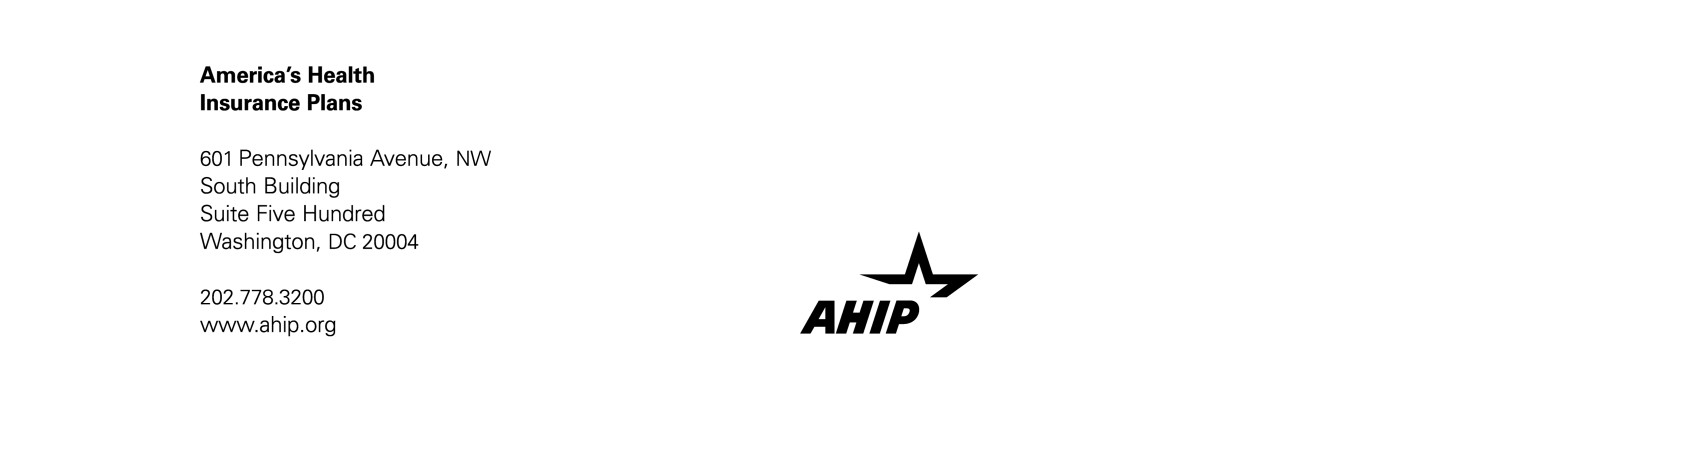 America’s Health
Insurance Plans
601 Pennsylvania Avenue, NW
South Building
Suite Five Hundred
Washington, DC 20004
202.778.3200
www.ahip.org
AHIP